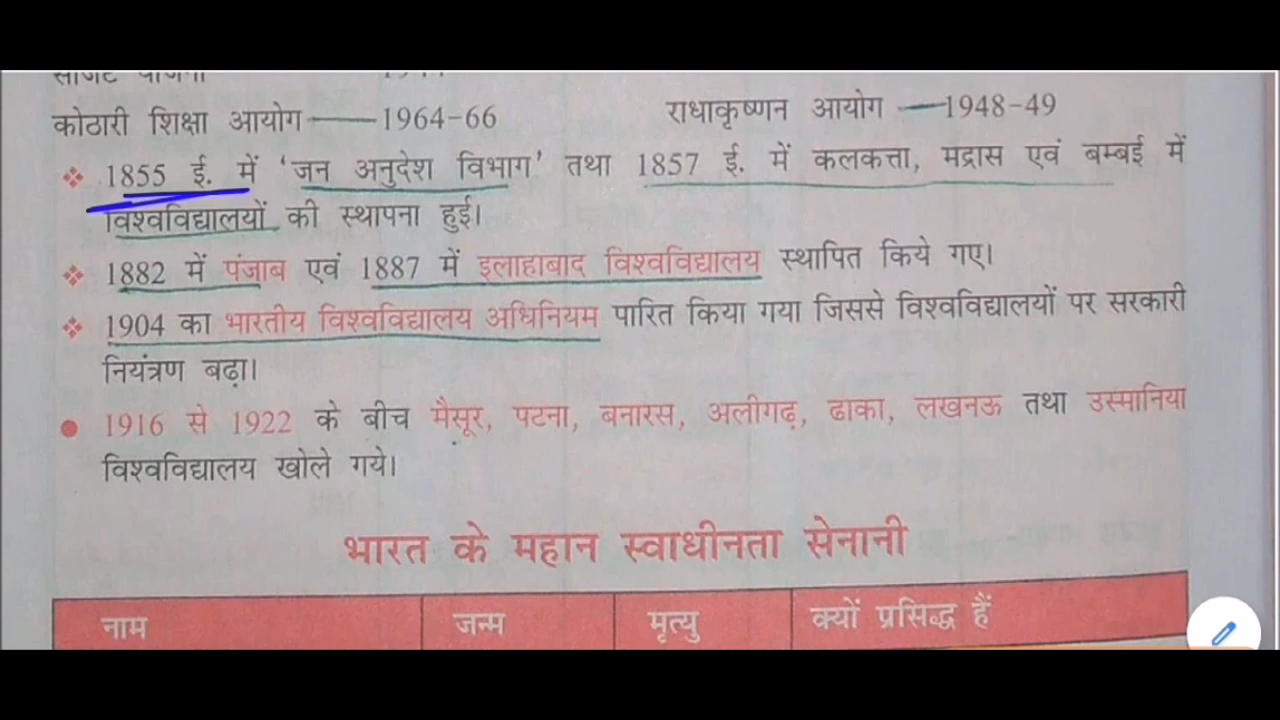 कोठारी शिक्षा आयोग — 1964-66 राधाकृष्णन आयोग — 1948-49
❖ 1855 ई. में 'जन अनुदेश विभाग' तथा 1857 ई. में कलकत्ता, मद्रास एवं बम्बई में
विश्वविद्यालयों की स्थापना हुई।
❖ 1882 में पंजाब एवं 1887 में इलाहाबाद विश्वविद्यालय स्थापित किये गए।
❖ 1904 का भारतीय विश्वविद्यालय अधिनियम पारित किया गया जिससे विश्वविद्यालयों पर सरकारी
नियंत्रण बढ़ा।
● 1916 से 1922 के बीच मैसूर, पटना, बनारस, अलीगढ़, ढाका, लखनऊ तथा उस्मानिया
विश्वविद्यालय खोले गये।
भारत के महान स्वाधीनता सेनानी
नाम जन्म मृत्यु क्यों प्रसिद्ध हैं